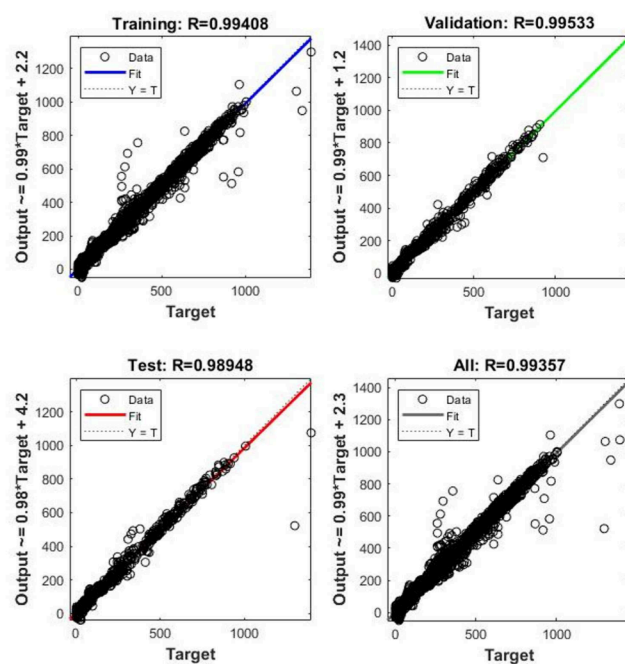 Training: R=0.99408
Output ~= 0.99*Target + 2.2
1200
1000
800
600
400
200
0
Data
Fit
Y = T
0
500
1000
Target
Validation: R=0.99533
Output ~= 0.99*Target + 1.2
1400
1200
1000
800
600
400
200
0
Data
Fit
Y = T
0
500
1000
Target
Test: R=0.98948
Output ~= 0.98*Target + 4.2
1200
1000
800
600
400
200
0
Data
Fit
Y = T
0
500
1000
Target
All: R=0.99357
Output ~= 0.99*Target + 2.3
1400
1200
1000
800
600
400
200
0
Data
Fit
Y = T
0
500
1000
Target